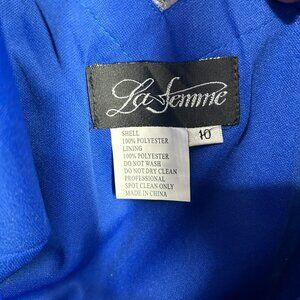 La Femme
10
SHELL
100% POLYESTER
LINING
100% POLYESTER
DO NOT WASH
DO NOT DRY CLEAN
PROFESSIONAL
SPOT CLEAN ONLY
MADE IN CHINA